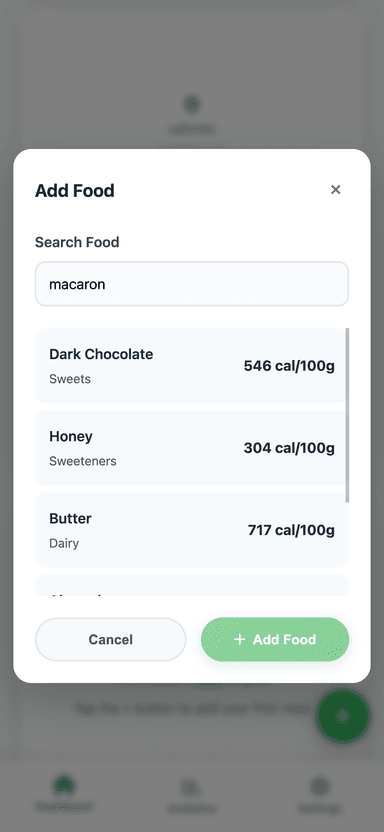 Add Food
×
Search Food
macaron
Dark Chocolate
546 cal/100g
Sweets
Honey
304 cal/100g
Sweeteners
Butter
717 cal/100g
Dairy
Cancel
+ Add Food